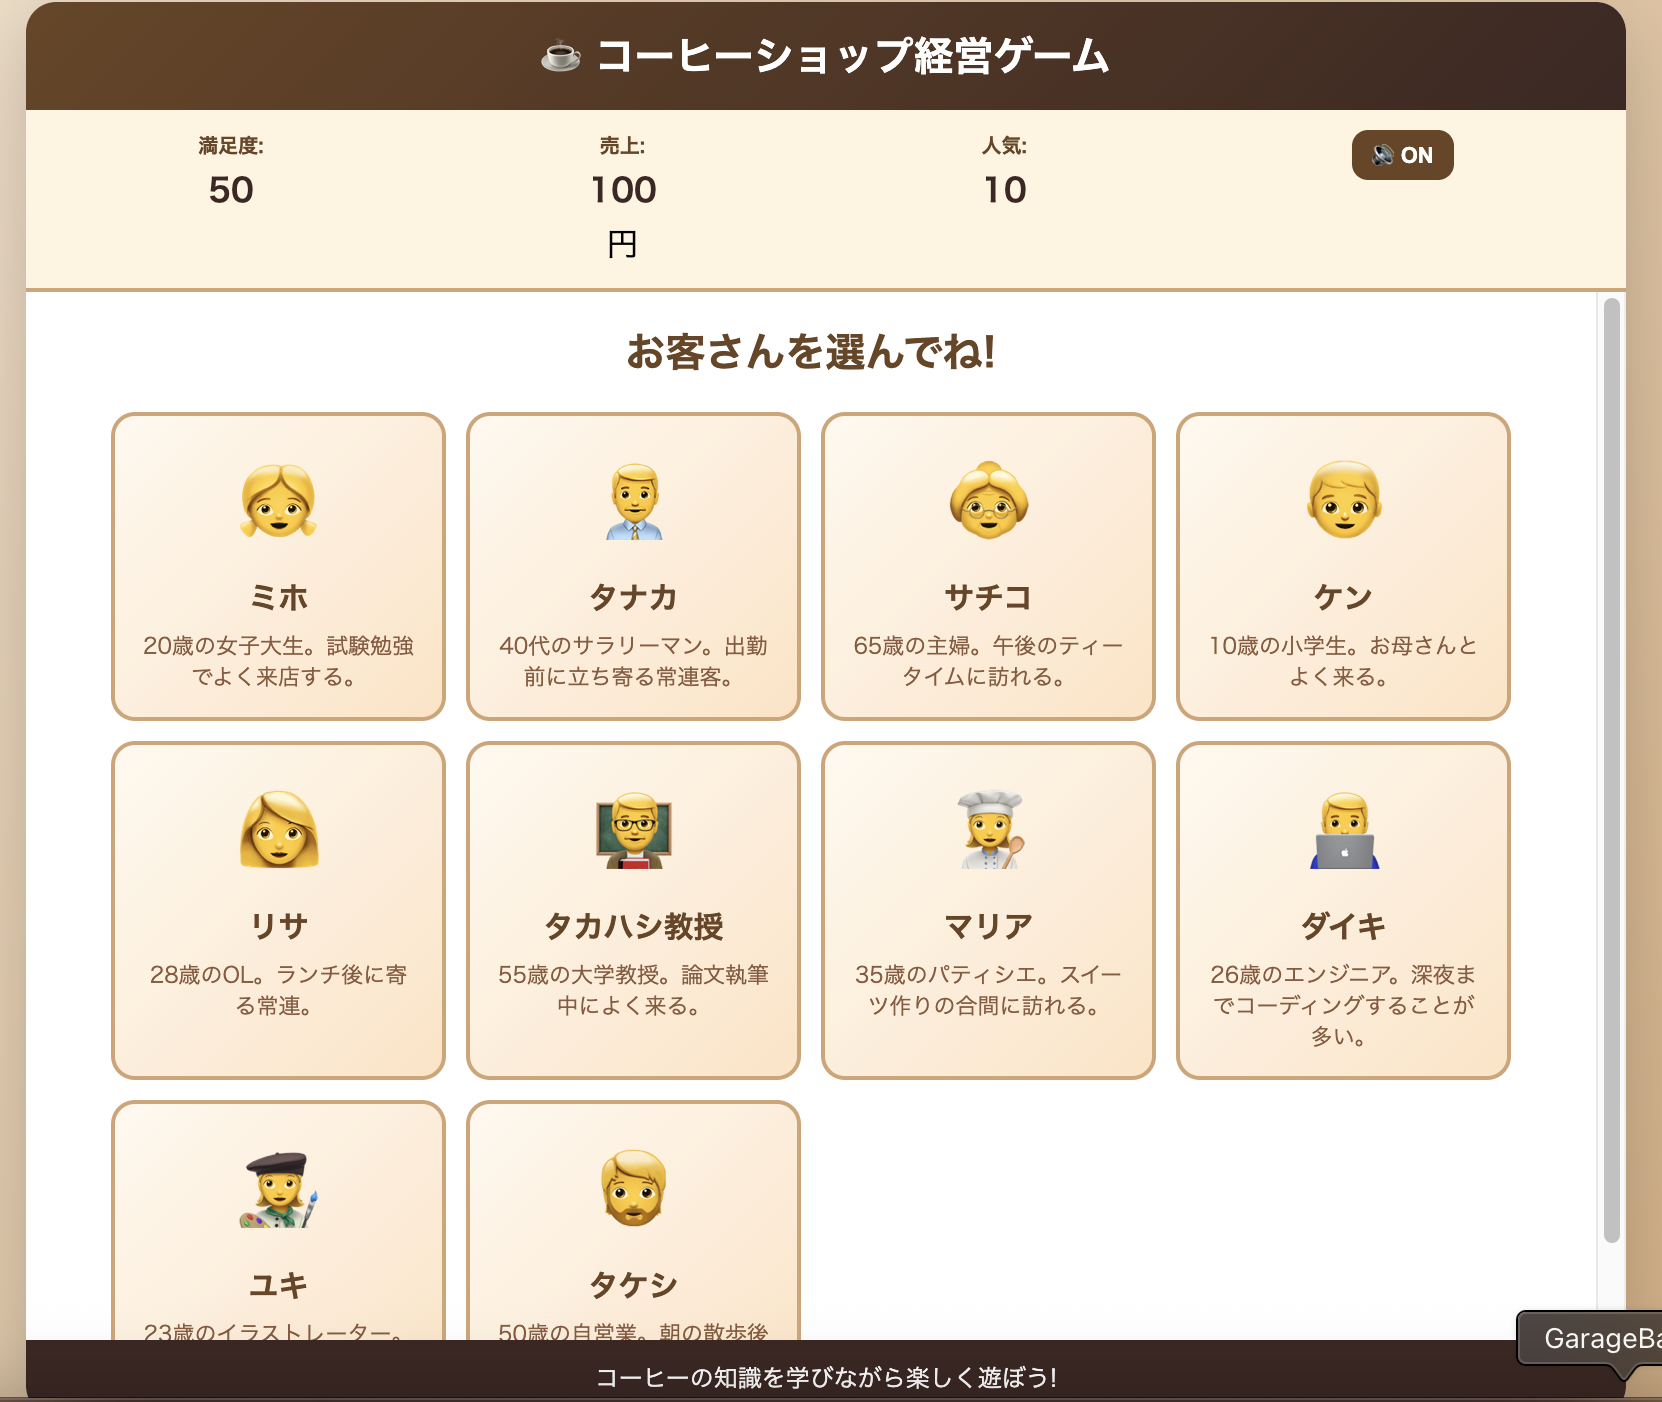 コーヒーショップ経営ゲーム
満足度:
売上:
人気:
ON
50
100
10
円
お客さんを選んでね!
ミホ
20歳の女子大生。試験勉強
でよく来店する。
タナカ
40代のサラリーマン。出勤
前に立ち寄る常連客。
サチコ
65歳の主婦。午後のティー
タイムに訪れる。
ケン
10歳の小学生。お母さんと
よく来る。
リサ
28歳のOL。ランチ後に寄
る常連。
タカハシ教授
55歳の大学教授。論文執筆
中によく来る。
マリア
35歳のパティシエ。スイー
ツ作りの合間に訪れる。
ダイキ
26歳のエンジニア。深夜ま
でコーディングすることが
多い。
ユキ
23歳のイラストレーター。
タケシ
50歳の自営業。朝の散歩後
GarageBa
コーヒーの知識を学びながら楽しく遊ぼう!